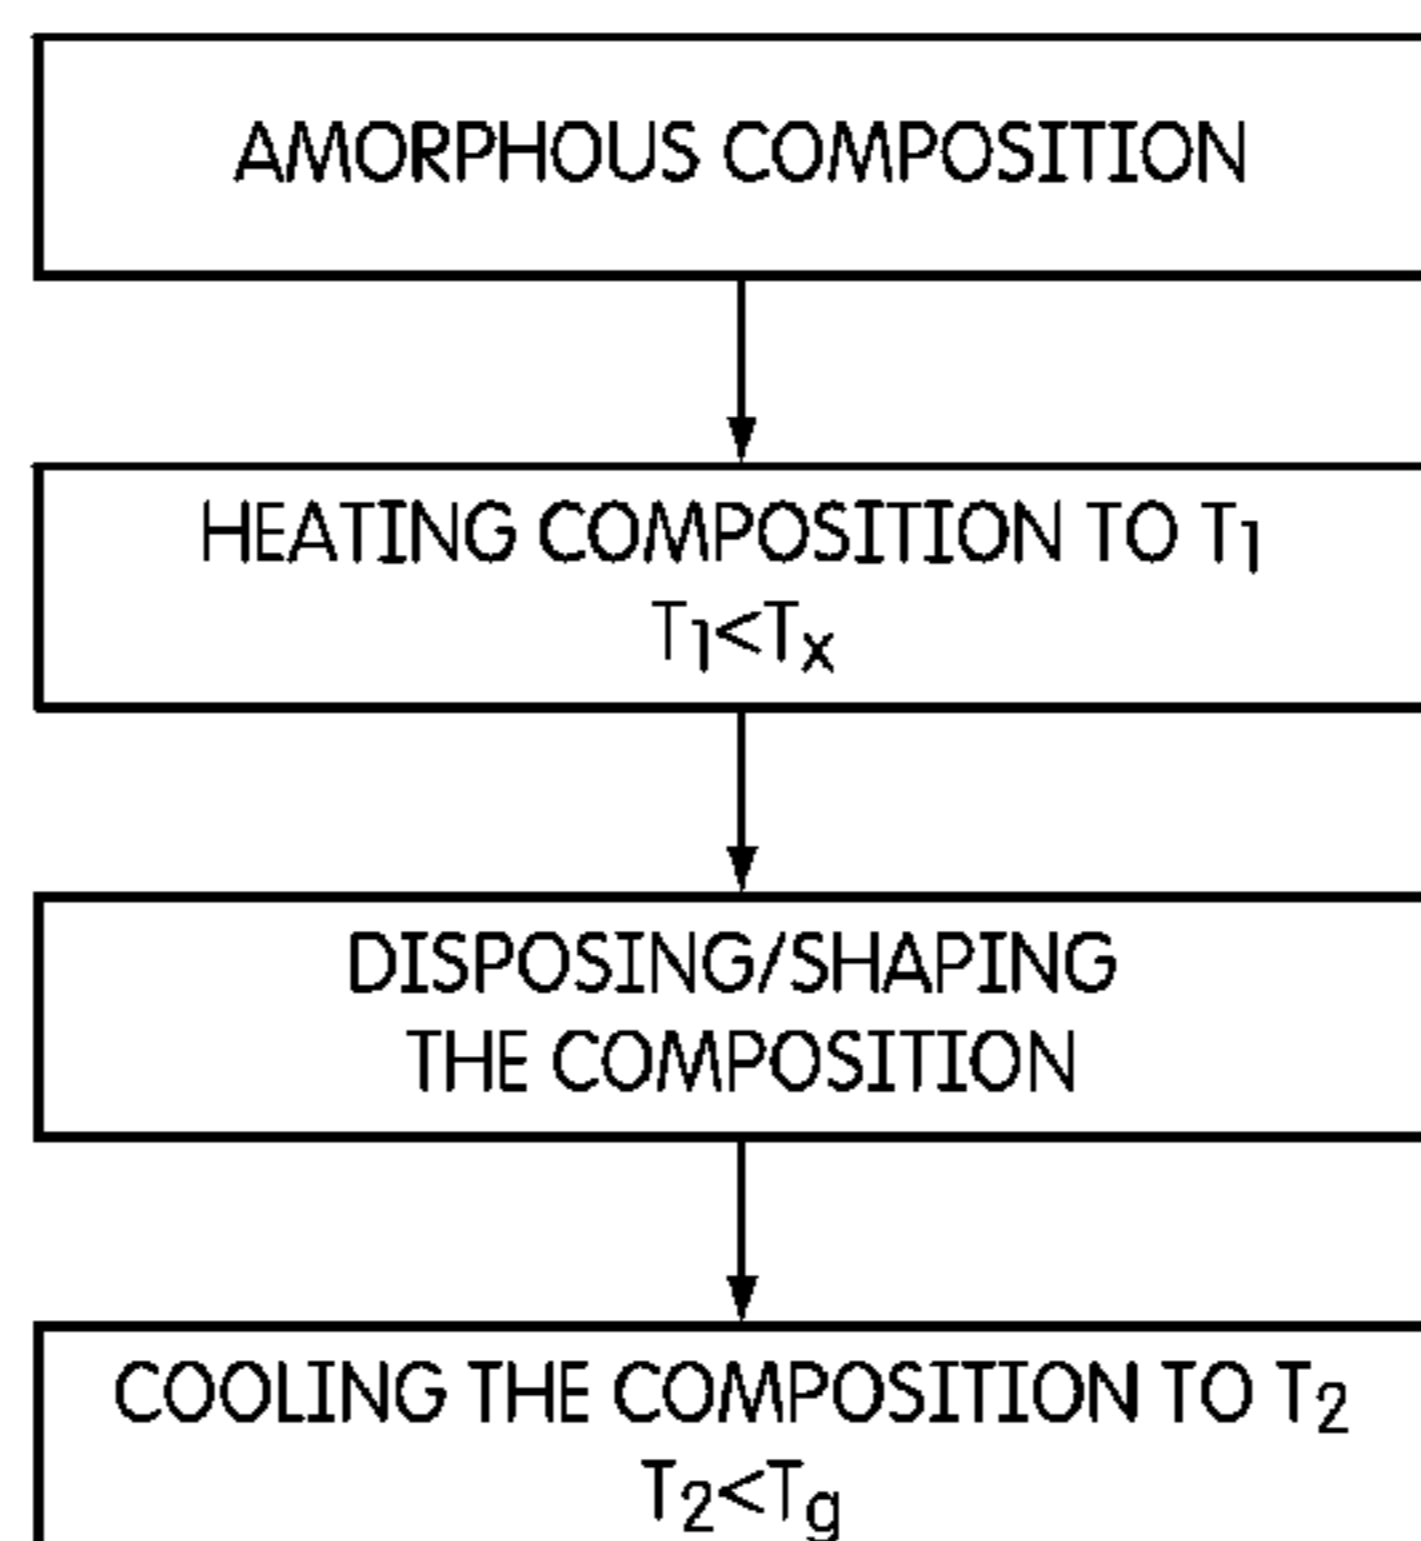 AMORPHOUS COMPOSITION
HEATING COMPOSITION TO T₁
T₁<Tₓ
DISPOSING/SHAPING
THE COMPOSITION
COOLING THE COMPOSITION TO T₂
T₂<Tg